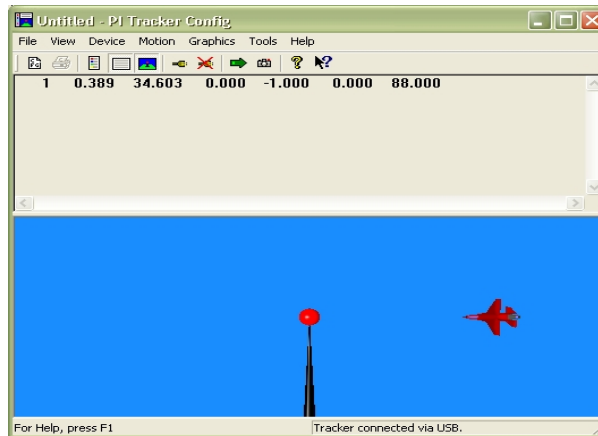 Untitled - PI Tracker Config
File View Device Motion Graphics Tools Help
1 0.389 34.603 0.000 -1.000 0.000 88.000
For Help, press F1 Tracker connected via USB.